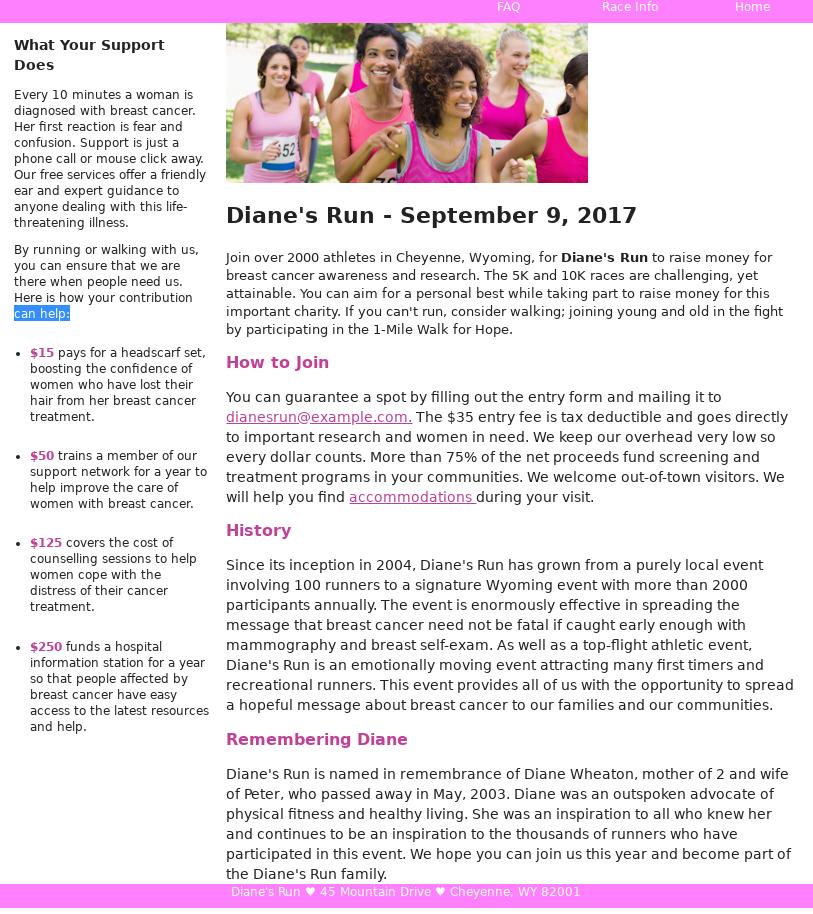 FAQ Race Info Home
What Your Support
Does
Every 10 minutes a woman is
diagnosed with breast cancer.
Her first reaction is fear and
confusion. Support is just a
phone call or mouse click away.
Our free services offer a friendly
ear and expert guidance to
anyone dealing with this life-
threatening illness.
By running or walking with us,
you can ensure that we are
there when people need us.
Here is how your contribution
can help:
• $15 pays for a headscarf set,
boosting the confidence of
women who have lost their
hair from her breast cancer
treatment.
• $50 trains a member of our
support network for a year to
help improve the care of
women with breast cancer.
• $125 covers the cost of
counselling sessions to help
women cope with the
distress of their cancer
treatment.
• $250 funds a hospital
information station for a year
so that people affected by
breast cancer have easy
access to the latest resources
and help.
Diane's Run - September 9, 2017
Join over 2000 athletes in Cheyenne, Wyoming, for Diane's Run to raise money for
breast cancer awareness and research. The 5K and 10K races are challenging, yet
attainable. You can aim for a personal best while taking part to raise money for this
important charity. If you can't run, consider walking; joining young and old in the fight
by participating in the 1-Mile Walk for Hope.
How to Join
You can guarantee a spot by filling out the entry form and mailing it to
dianesrun@example.com. The $35 entry fee is tax deductible and goes directly
to important research and women in need. We keep our overhead very low so
every dollar counts. More than 75% of the net proceeds fund screening and
treatment programs in your communities. We welcome out-of-town visitors. We
will help you find accommodations during your visit.
History
Since its inception in 2004, Diane's Run has grown from a purely local event
involving 100 runners to a signature Wyoming event with more than 2000
participants annually. The event is enormously effective in spreading the
message that breast cancer need not be fatal if caught early enough with
mammography and breast self-exam. As well as a top-flight athletic event,
Diane's Run is an emotionally moving event attracting many first timers and
recreational runners. This event provides all of us with the opportunity to spread
a hopeful message about breast cancer to our families and our communities.
Remembering Diane
Diane's Run is named in remembrance of Diane Wheaton, mother of 2 and wife
of Peter, who passed away in May, 2003. Diane was an outspoken advocate of
physical fitness and healthy living. She was an inspiration to all who knew her
and continues to be an inspiration to the thousands of runners who have
participated in this event. We hope you can join us this year and become part of
the Diane's Run family.
Diane's Run ♥ 45 Mountain Drive ♥ Cheyenne, WY 82001